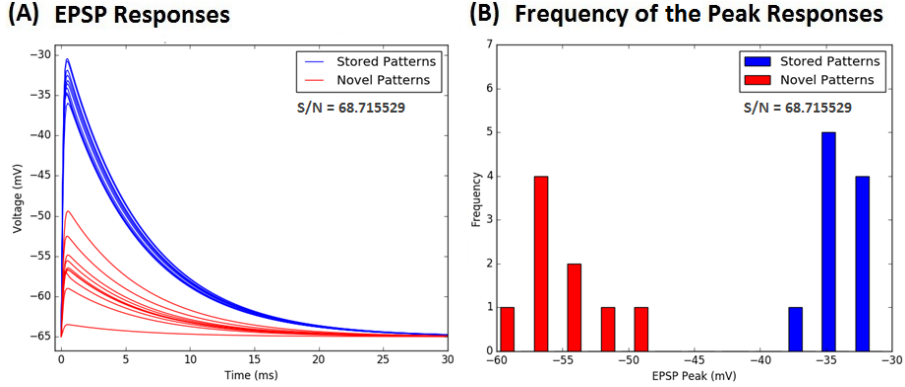 (A) EPSP Responses
−30
−35
−40
−45
−50
−55
−60
−65
Voltage (mV)
0
5
10
15
20
25
30
Time (ms)
Stored Patterns
Novel Patterns
S/N = 68.715529
(B) Frequency of the Peak Responses
7
6
5
4
3
2
1
0
Frequency
−60
−55
−50
−45
−40
−35
−30
EPSP Peak (mV)
Stored Patterns
Novel Patterns
S/N = 68.715529